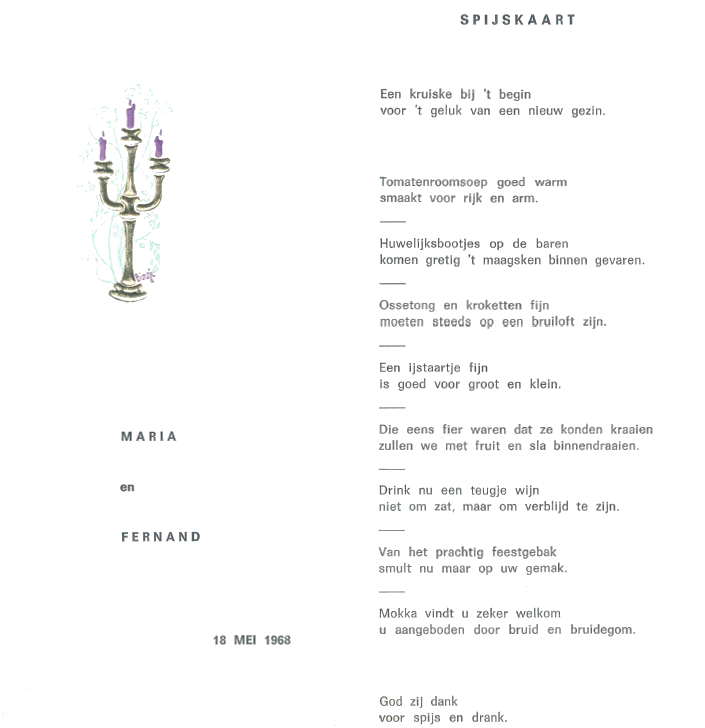 MARIA
en
FERNAND
18 MEI 1968
SPIJSKAART
Een kruiske bij 't begin
voor 't geluk van een nieuw gezin.
Tomatenroomsoep goed warm
smaakt voor rijk en arm.
Huwelijksbootjes op de baren
komen gretig 't maagsken binnen gevaren.
Ossetong en kroketten fijn
moeten steeds op een bruiloft zijn.
Een ijstaartje fijn
is goed voor groot en klein.
Die eens fier waren dat ze konden kraaien
zullen we met fruit en sla binnendraaien.
Drink nu een teugje wijn
niet om zat, maar om verblijd te zijn.
Van het prachtig feestgebak
smult nu maar op uw gemak.
Mokka vindt u zeker welkom
u aangeboden door bruid en bruidegom.
God zij dank
voor spijs en drank.